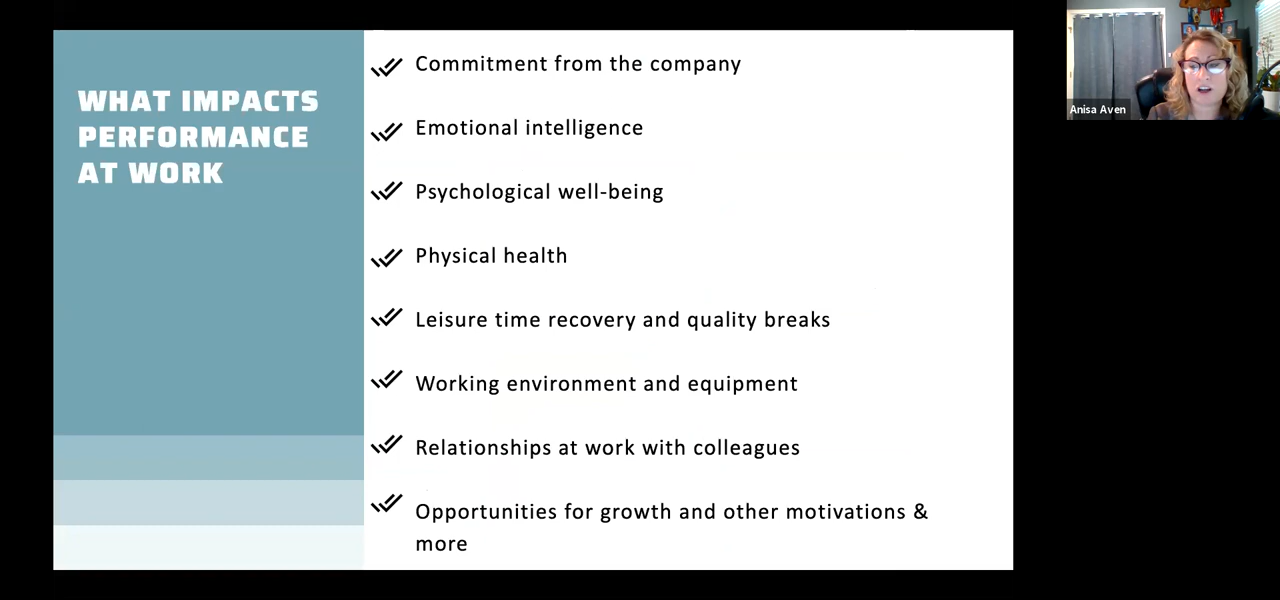 WHAT IMPACTS
PERFORMANCE
AT WORK
Commitment from the company
Emotional intelligence
Psychological well-being
Physical health
Leisure time recovery and quality breaks
Working environment and equipment
Relationships at work with colleagues
Opportunities for growth and other motivations &
more
Anisa Aven